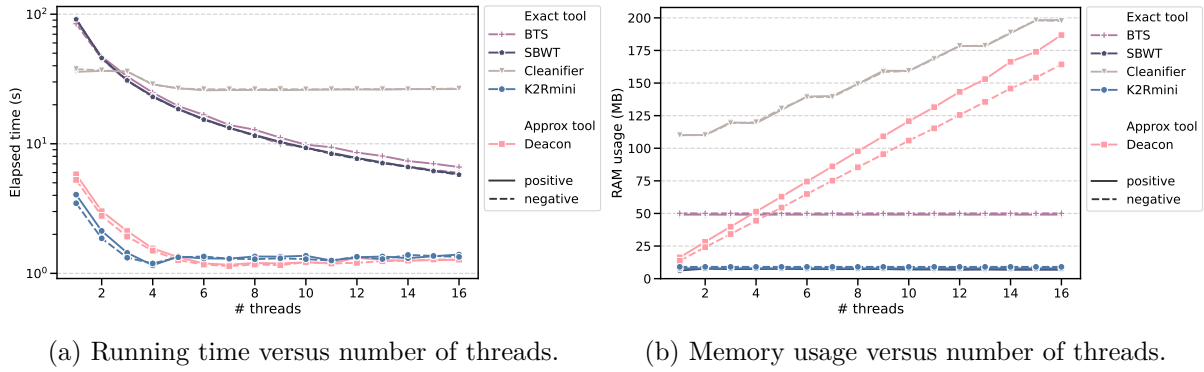 10²
10¹
10⁰
Elapsed time (s)
2 4 6 8 10 12 14 16
# threads
Exact tool
BTS
SBWT
Cleanifier
K2Rmini
Approx tool
Deacon
positive
negative
200
175
150
125
100
75
50
25
0
RAM usage (MB)
2 4 6 8 10 12 14 16
# threads
Exact tool
BTS
SBWT
Cleanifier
K2Rmini
Approx tool
Deacon
positive
negative
(a) Running time versus number of threads.
(b) Memory usage versus number of threads.